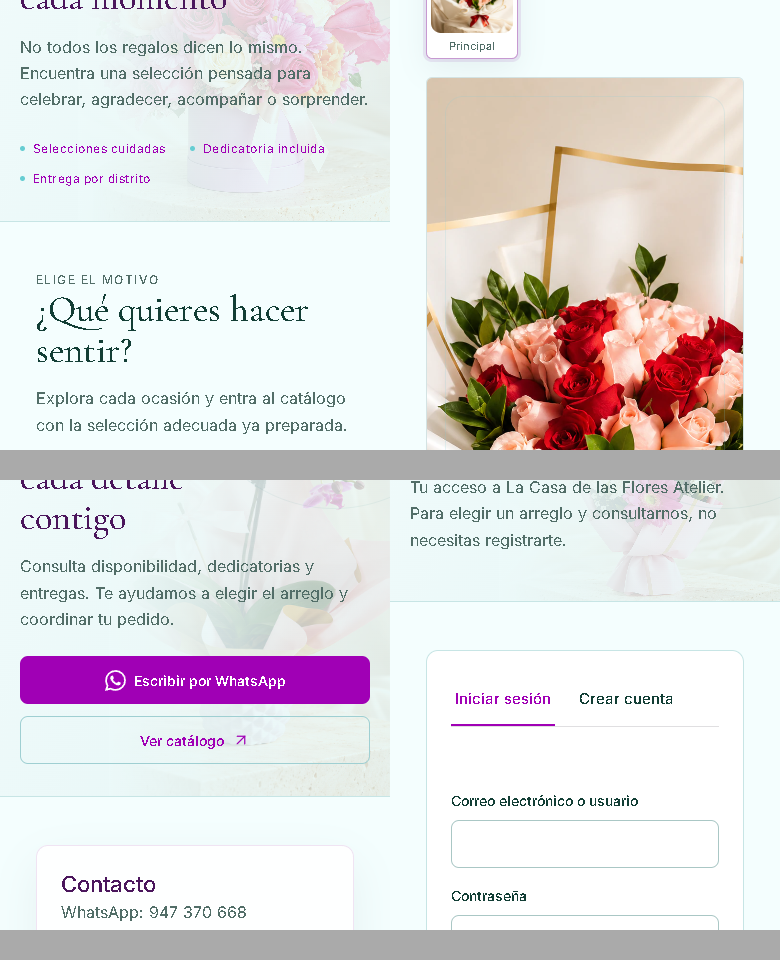 cada momento
No todos los regalos dicen lo mismo.
Encuentra una selección pensada para
celebrar, agradecer, acompañar o sorprender.
Selecciones cuidadas
Dedicatoria incluida
Entrega por distrito
ELIGE EL MOTIVO
¿Qué quieres hacer
sentir?
Explora cada ocasión y entra al catálogo
con la selección adecuada ya preparada.
Principal
cada detalle
contigo
Consulta disponibilidad, dedicatorias y
entregas. Te ayudamos a elegir el arreglo y
coordinar tu pedido.
Escribir por WhatsApp
Ver catálogo
Contacto
WhatsApp: 947 370 668
Tu acceso a La Casa de las Flores Atelier.
Para elegir un arreglo y consultarnos, no
necesitas registrarte.
Iniciar sesión
Crear cuenta
Correo electrónico o usuario
Contraseña